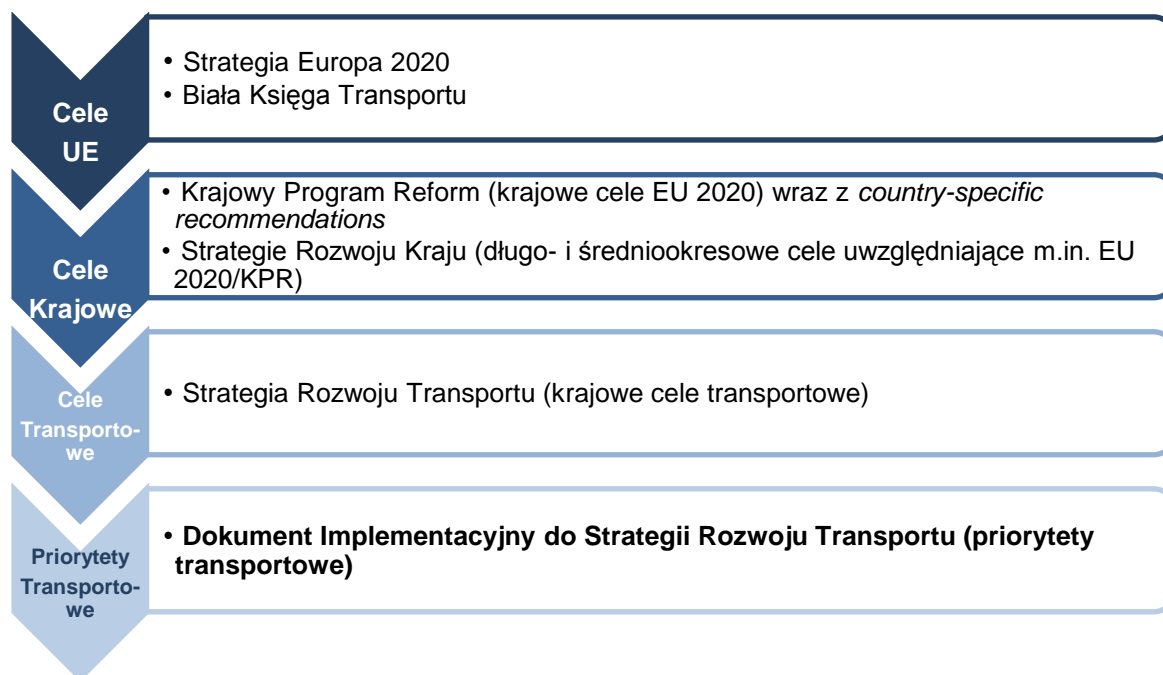 Cele
UE
• Strategia Europa 2020
• Biała Księga Transportu
Cele
Krajowe
• Krajowy Program Reform (krajowe cele EU 2020) wraz z country-specific
recommendations
• Strategie Rozwoju Kraju (długo- i średniookresowe cele uwzględniające m.in. EU
2020/KPR)
Cele
Transporto-
we
• Strategia Rozwoju Transportu (krajowe cele transportowe)
Priorytety
Transporto-
we
• Dokument Implementacyjny do Strategii Rozwoju Transportu (priorytety
transportowe)